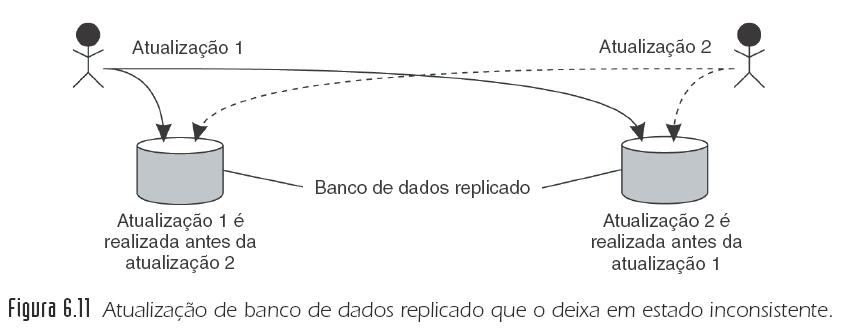 Atualização 1
Atualização 2
Banco de dados replicado
Atualização 1 é
realizada antes da
atualização 2
Atualização 2 é
realizada antes da
atualização 1
Figura 6.11 Atualização de banco de dados replicado que o deixa em estado inconsistente.